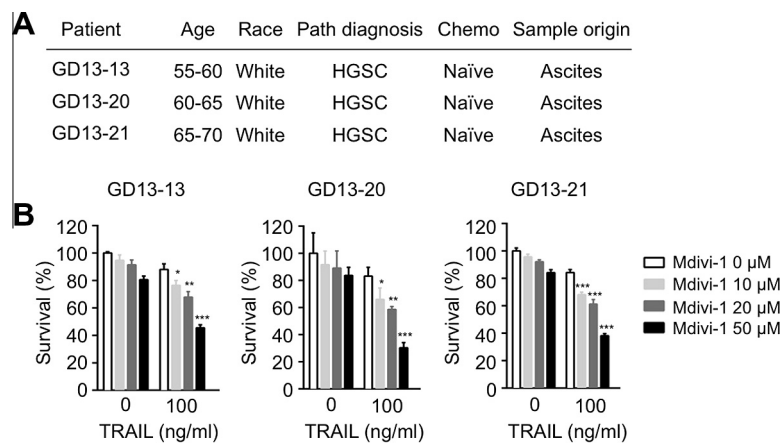 A
Patient Age Race Path diagnosis Chemo Sample origin
GD13-13 55-60 White HGSC Naïve Ascites
GD13-20 60-65 White HGSC Naïve Ascites
GD13-21 65-70 White HGSC Naïve Ascites
B
GD13-13
Survival (%)
120
100
80
60
40
20
0
* ** ***
0 100
TRAIL (ng/ml)
GD13-20
Survival (%)
120
100
80
60
40
20
0
* ** ***
0 100
TRAIL (ng/ml)
GD13-21
Survival (%)
120
100
80
60
40
20
0
*** *** ***
0 100
TRAIL (ng/ml)
Mdivi-1 0 µM
Mdivi-1 10 µM
Mdivi-1 20 µM
Mdivi-1 50 µM